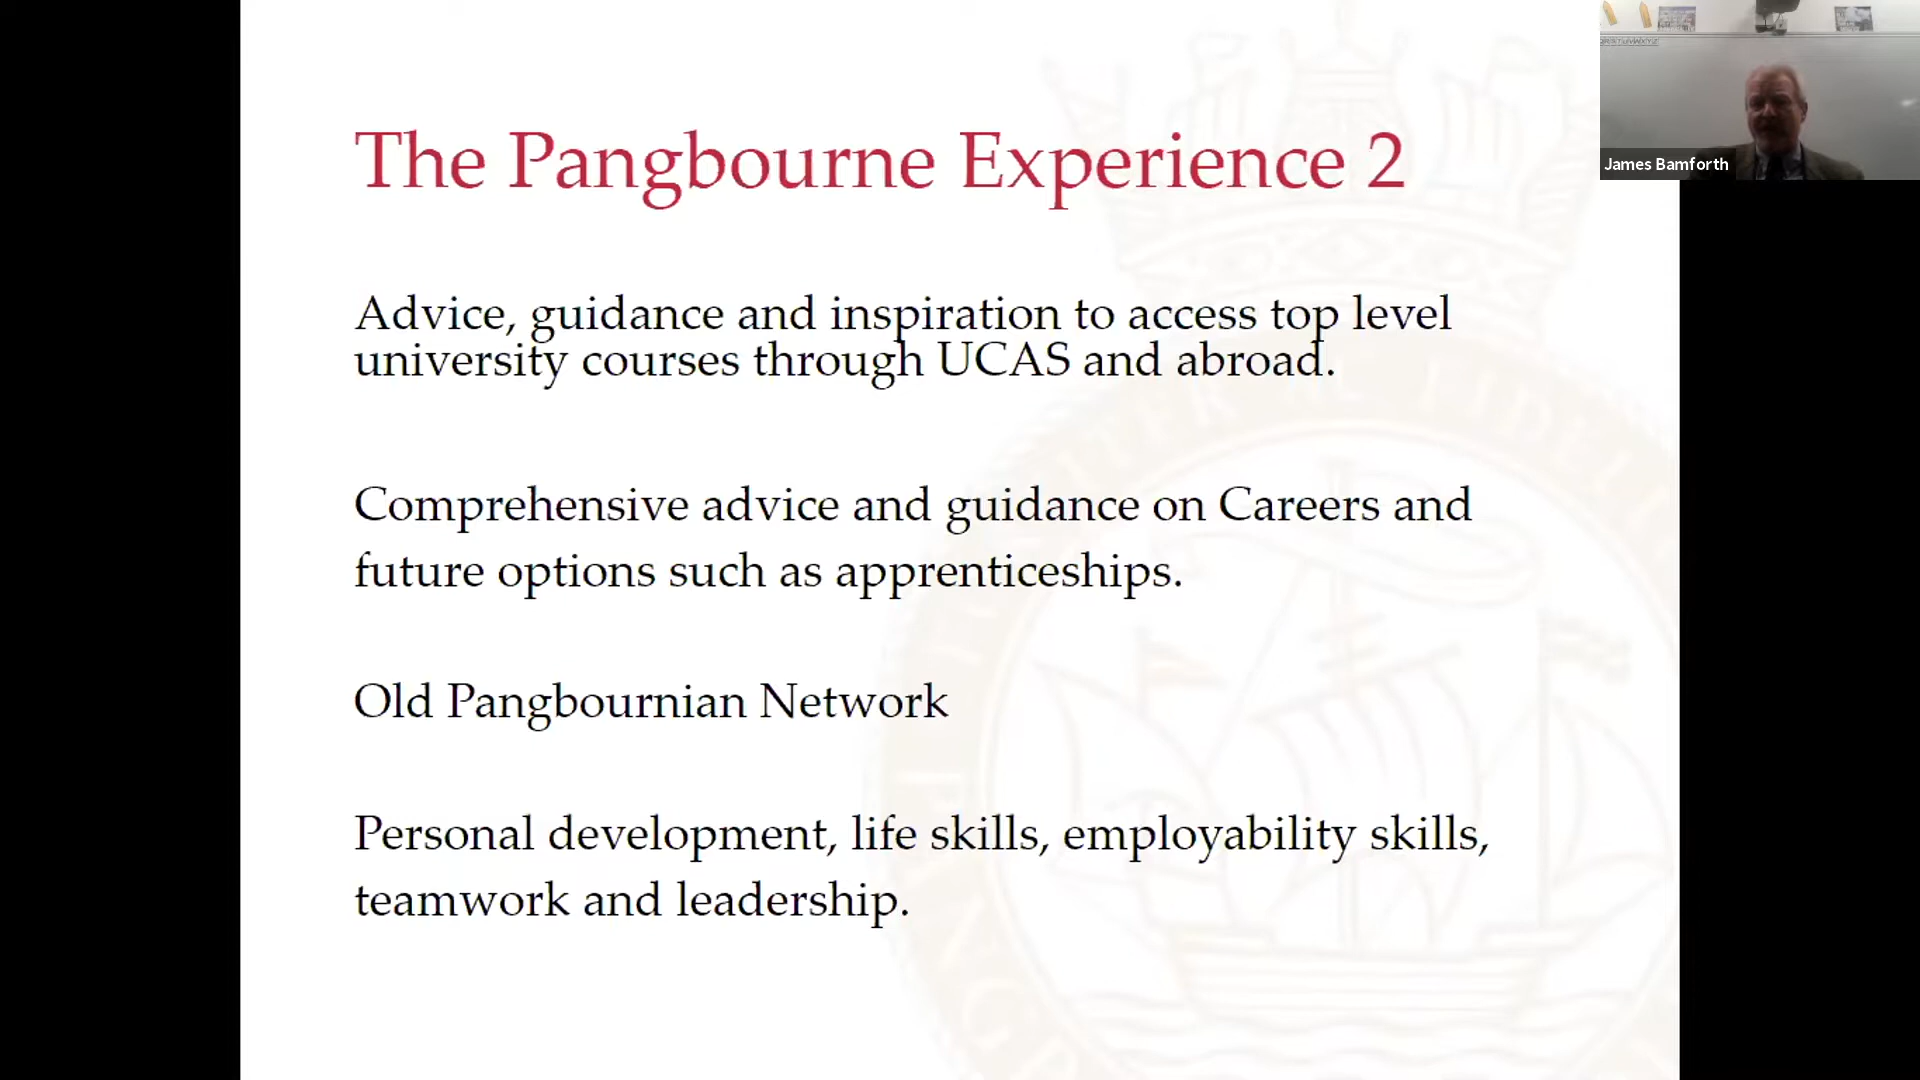 The Pangbourne Experience 2
Advice, guidance and inspiration to access top level
university courses through UCAS and abroad.
Comprehensive advice and guidance on Careers and
future options such as apprenticeships.
Old Pangbournian Network
Personal development, life skills, employability skills,
teamwork and leadership.
James Bamforth